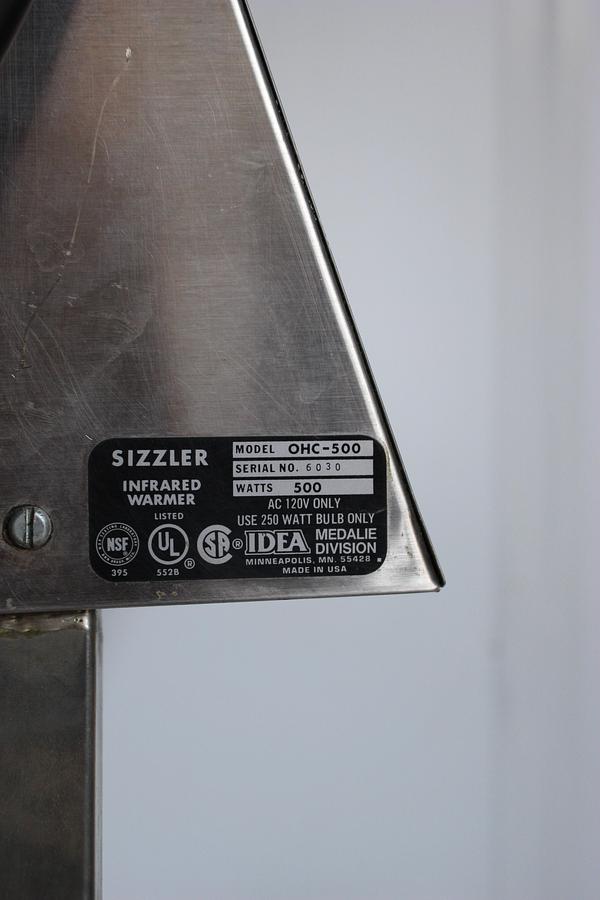 SIZZLER
INFRARED
WARMER
LISTED
NSF
395
UL
®
552B
MODEL OHC-500
SERIAL NO. 6030
WATTS 500
AC 120V ONLY
USE 250 WATT BULB ONLY
SA ® IDEA MEDALIE
DIVISION
MINNEAPOLIS, MN. 55428
MADE IN USA